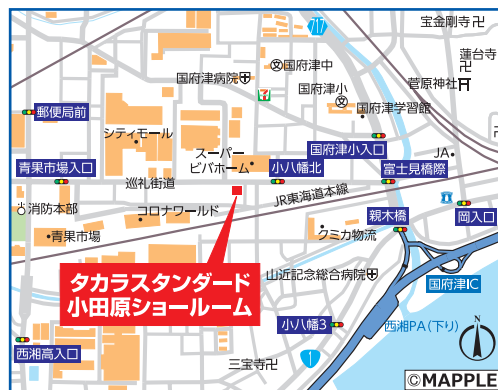 717
宝金剛寺卍
蓮台寺
卍
国府津中
国府津病院
国府津小
菅原神社
国府津学習館
郵便局前
シティモール
国府津小入口
スーパー
ビバホーム
JA
青果市場入口
巡礼街道
小八幡北
富士見橋際
JR東海道本線
消防本部
コロナワールド
親木橋
岡入口
青果市場
クミカ物流
タカラスタンダード
小田原ショールーム
山近記念総合病院
国府津IC
小八幡3
西湘PA(下り)
西湘高入口
三宝寺卍
1
N
©MAPPLE